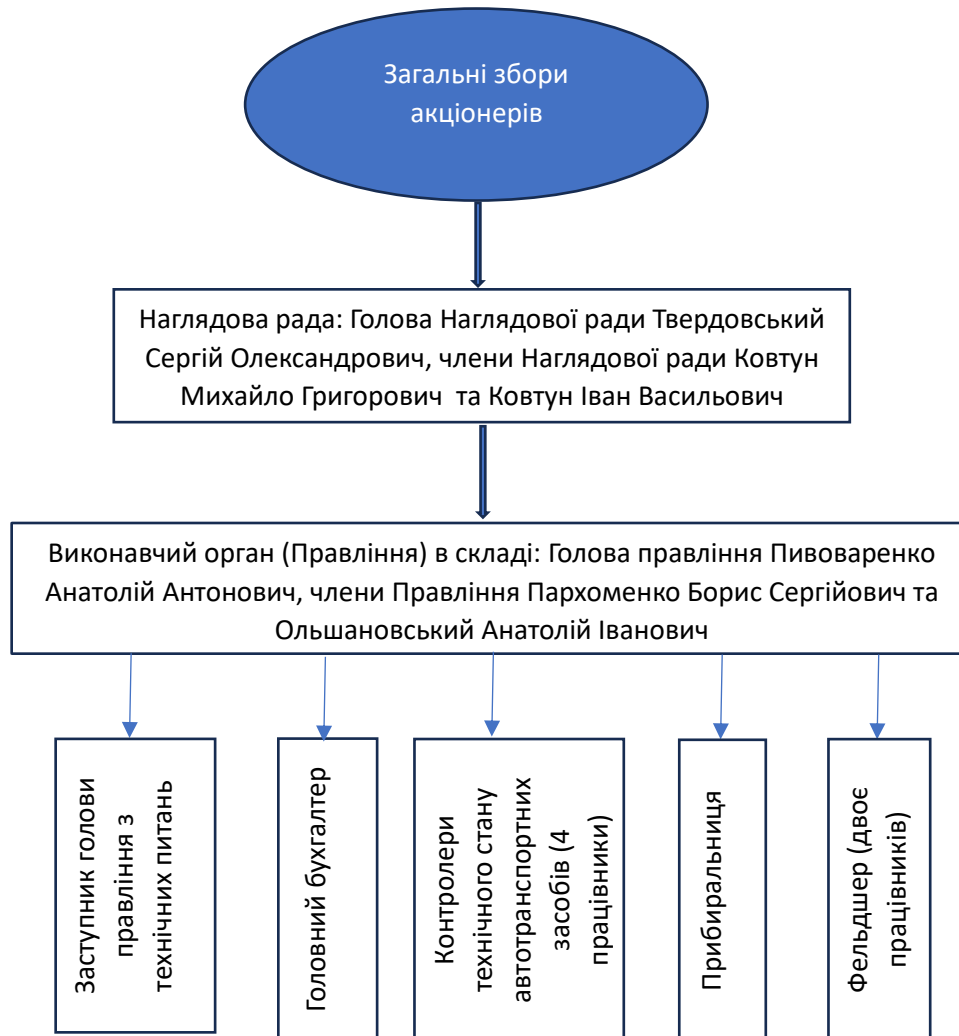 Загальні збори
акціонерів
Наглядова рада: Голова Наглядової ради Твердовський
Сергій Олександрович, члени Наглядової ради Ковтун
Михайло Григорович та Ковтун Іван Васильович
Виконавчий орган (Правління) в складі: Голова правління Пивоваренко
Анатолій Антонович, члени Правління Пархоменко Борис Сергійович та
Ольшановський Анатолій Іванович
Заступник голови
правління з
технічних питань
Головний бухгалтер
Контролери
технічного стану
автотранспортних
засобів (4
працівники)
Прибиральниця
Фельдшер (двоє
працівників)